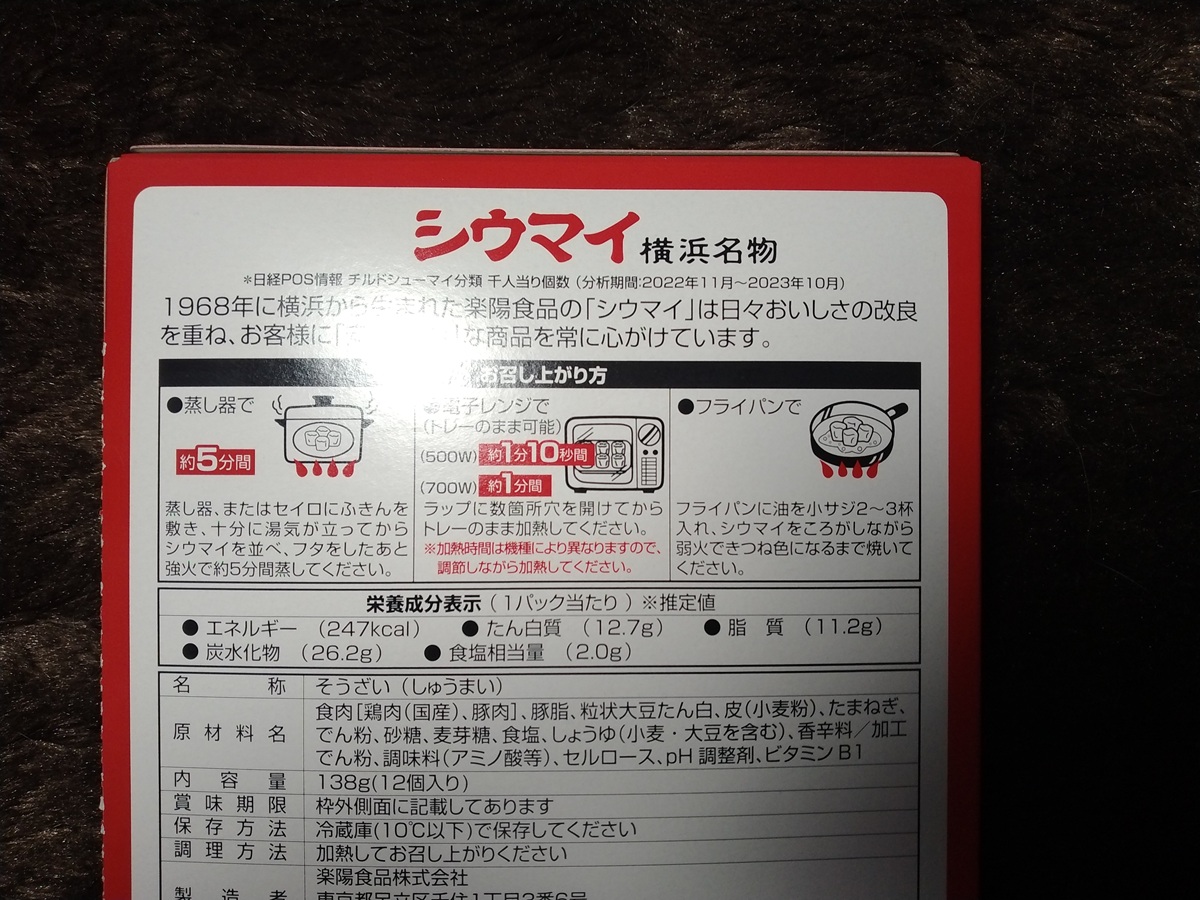 シウマイ 横浜名物
*日経POS情報 チルドシューマイ分類 千人当り個数 (分析期間:2022年11月~2023年10月)
1968年に横浜から生まれた楽陽食品の「シウマイ」は日々おいしさの改良
を重ね、お客様に「 な商品を常に心がけています。
お召し上がり方
●蒸し器で
約5分間
蒸し器、またはセイロにふきんを
敷き、十分に湯気が立ってから
シウマイを並べ、フタをしたあと
強火で約5分間蒸してください。
●電子レンジで
(トレーのまま可能)
(500W) 約1分10秒間
(700W) 約1分間
ラップに数箇所穴を開けてから
トレーのまま加熱してください。
※加熱時間は機種により異なりますので、
調節しながら加熱してください。
●フライパンで
フライパンに油を小サジ2~3杯
入れ、シウマイをころがしながら
弱火できつね色になるまで焼いて
ください。
栄養成分表示(1パック当たり)※推定値
●エネルギー (247kcal) ●たん白質 (12.7g) ●脂 質 (11.2g)
●炭水化物 (26.2g) ●食塩相当量 (2.0g)
名 称 そうざい(しゅうまい)
原材料名 食肉[鶏肉(国産)、豚肉]、豚脂、粒状大豆たん白、皮(小麦粉)、たまねぎ、
でん粉、砂糖、麦芽糖、食塩、しょうゆ(小麦・大豆を含む)、香辛料/加工
でん粉、調味料(アミノ酸等)、セルロース、pH調整剤、ビタミンB1
内容量 138g(12個入り)
賞味期限 枠外側面に記載してあります
保存方法 冷蔵庫(10℃以下)で保存してください
調理方法 加熱してお召し上がりください
製造者 楽陽食品株式会社
東京都足立区千住1丁目3番6号